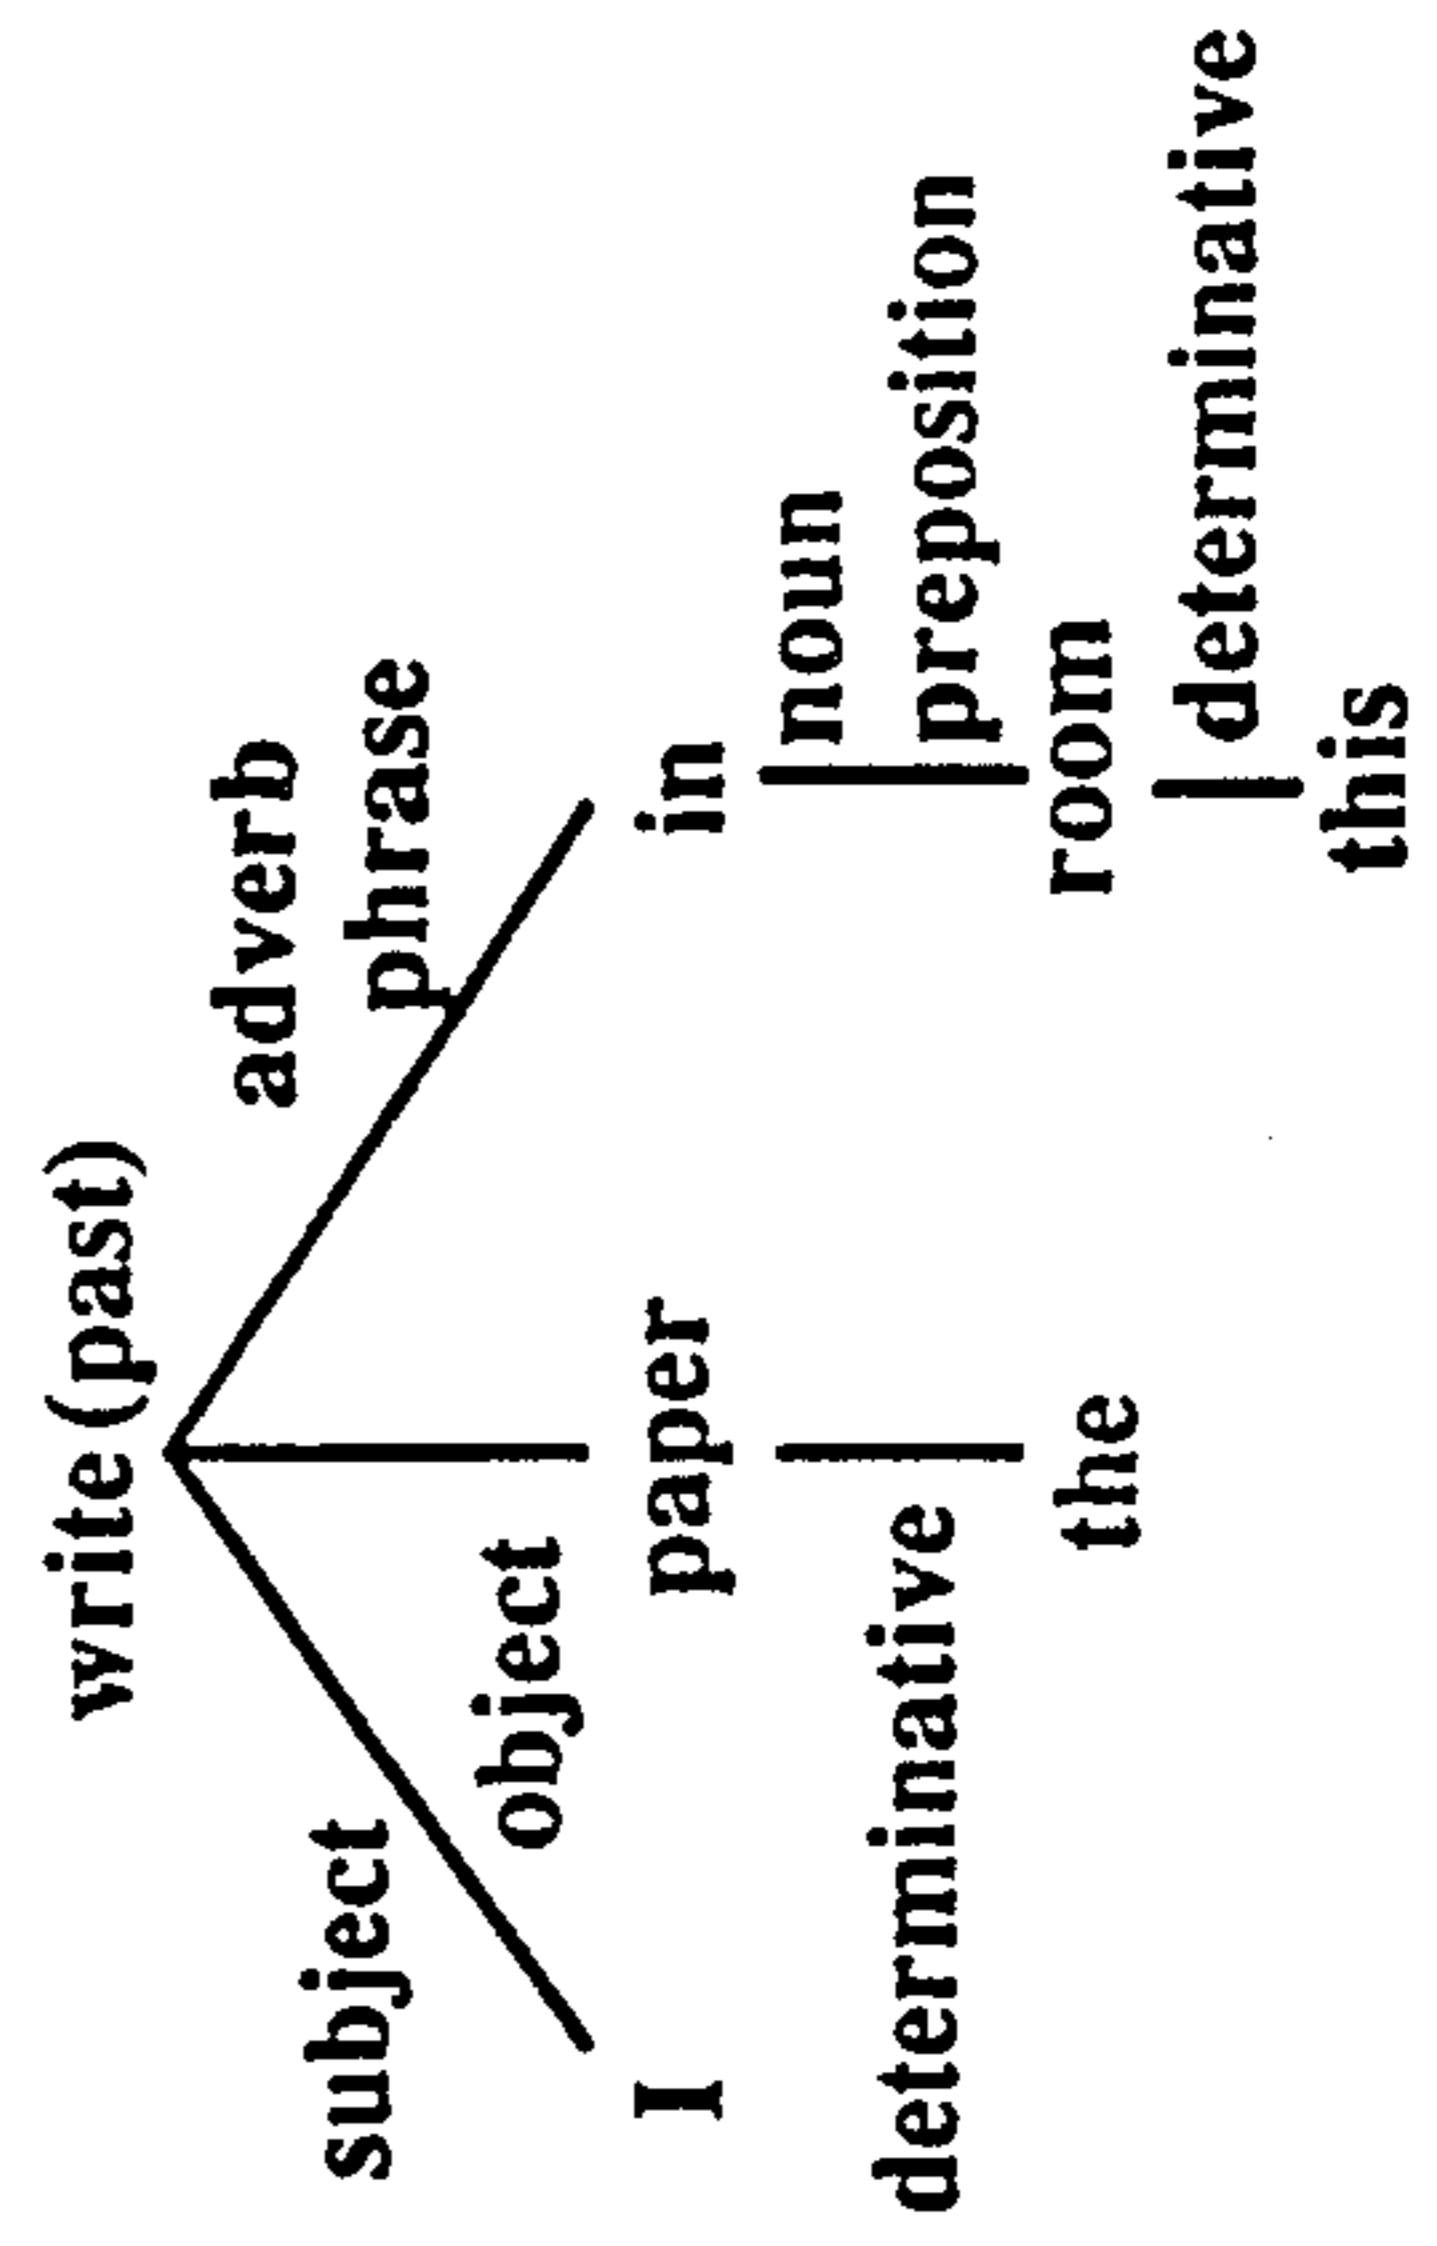 write (past)
adverb
phrase
subject
object
I
paper
in
noun
preposition
determinative
the
room
determinative
this